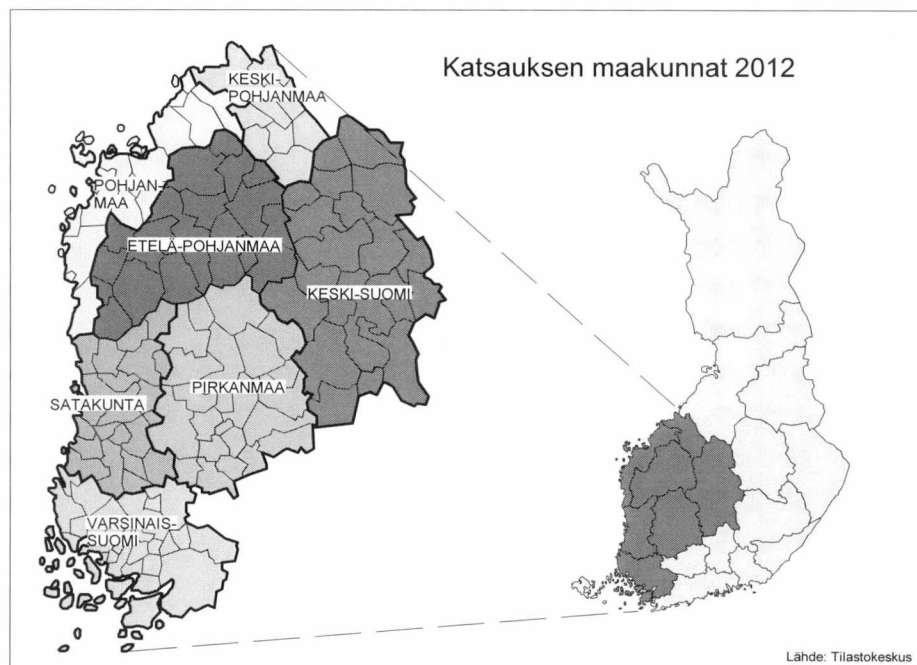 Katsauksen maakunnat 2012
KESKI-
POHJANMAA
POHJAN-
MAA
ETELÄ-POHJANMAA
KESKI-SUOMI
PIRKANMAA
SATAKUNTA
VARSINAIS-
SUOMI
Lähde: Tilastokeskus